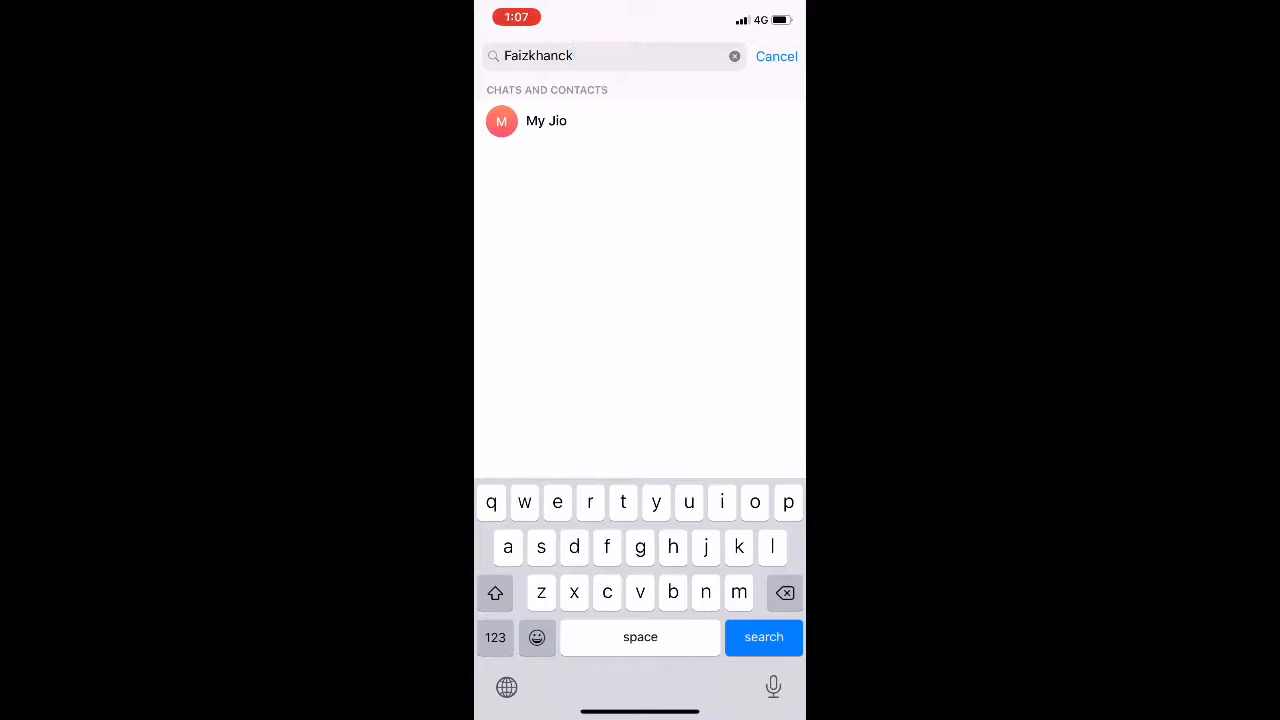 1:07 4G
Faizkhanck Cancel
CHATS AND CONTACTS
M My Jio
q w e r t y u i o p
a s d f g h j k l
z x c v b n m
123 space search